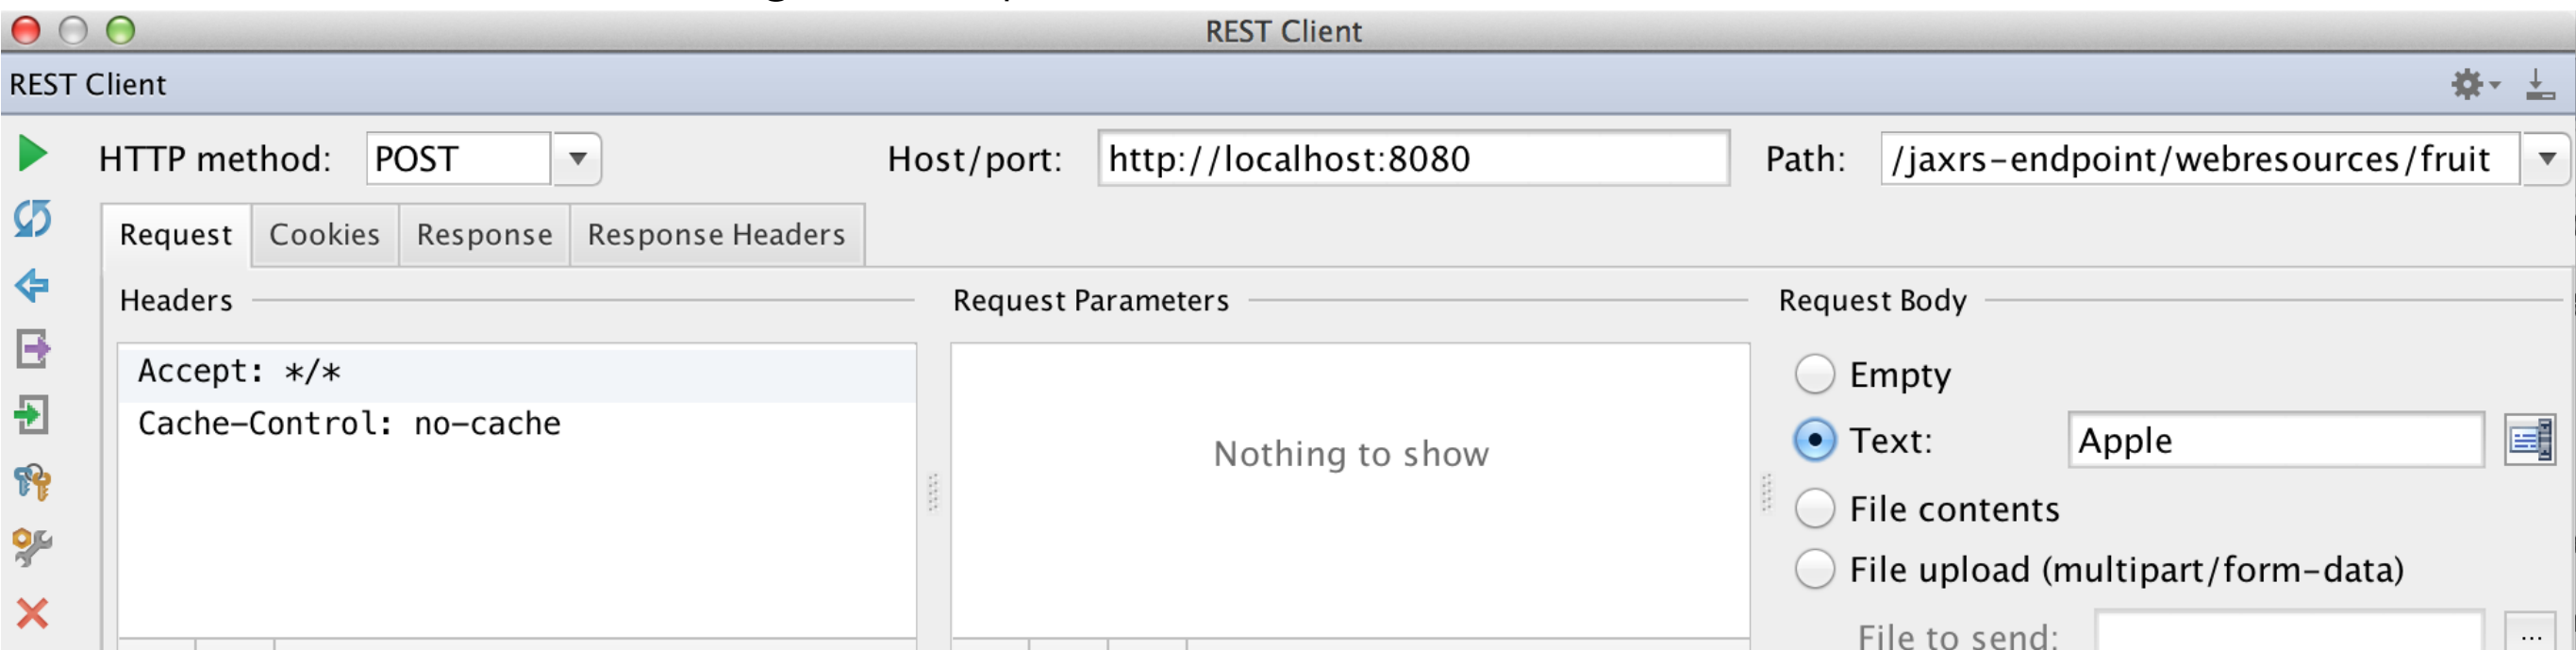 REST Client
REST Client
HTTP method: POST Host/port: http://localhost:8080 Path: /jaxrs-endpoint/webresources/fruit
Request Cookies Response Response Headers
Headers Request Parameters Request Body
Accept: */*
Cache-Control: no-cache
Nothing to show
Empty
Text: Apple
File contents
File upload (multipart/form-data)
File to send: ...